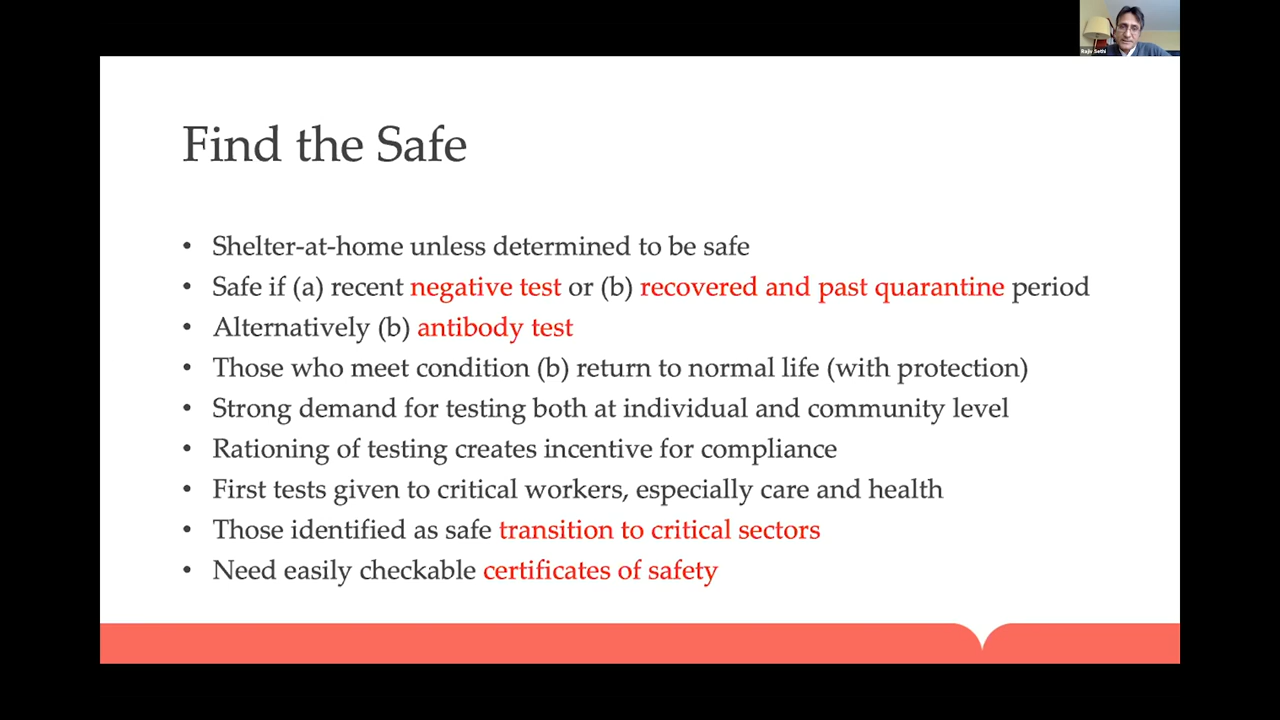 Rajiv Sethi
Find the Safe
• Shelter-at-home unless determined to be safe
• Safe if (a) recent negative test or (b) recovered and past quarantine period
• Alternatively (b) antibody test
• Those who meet condition (b) return to normal life (with protection)
• Strong demand for testing both at individual and community level
• Rationing of testing creates incentive for compliance
• First tests given to critical workers, especially care and health
• Those identified as safe transition to critical sectors
• Need easily checkable certificates of safety